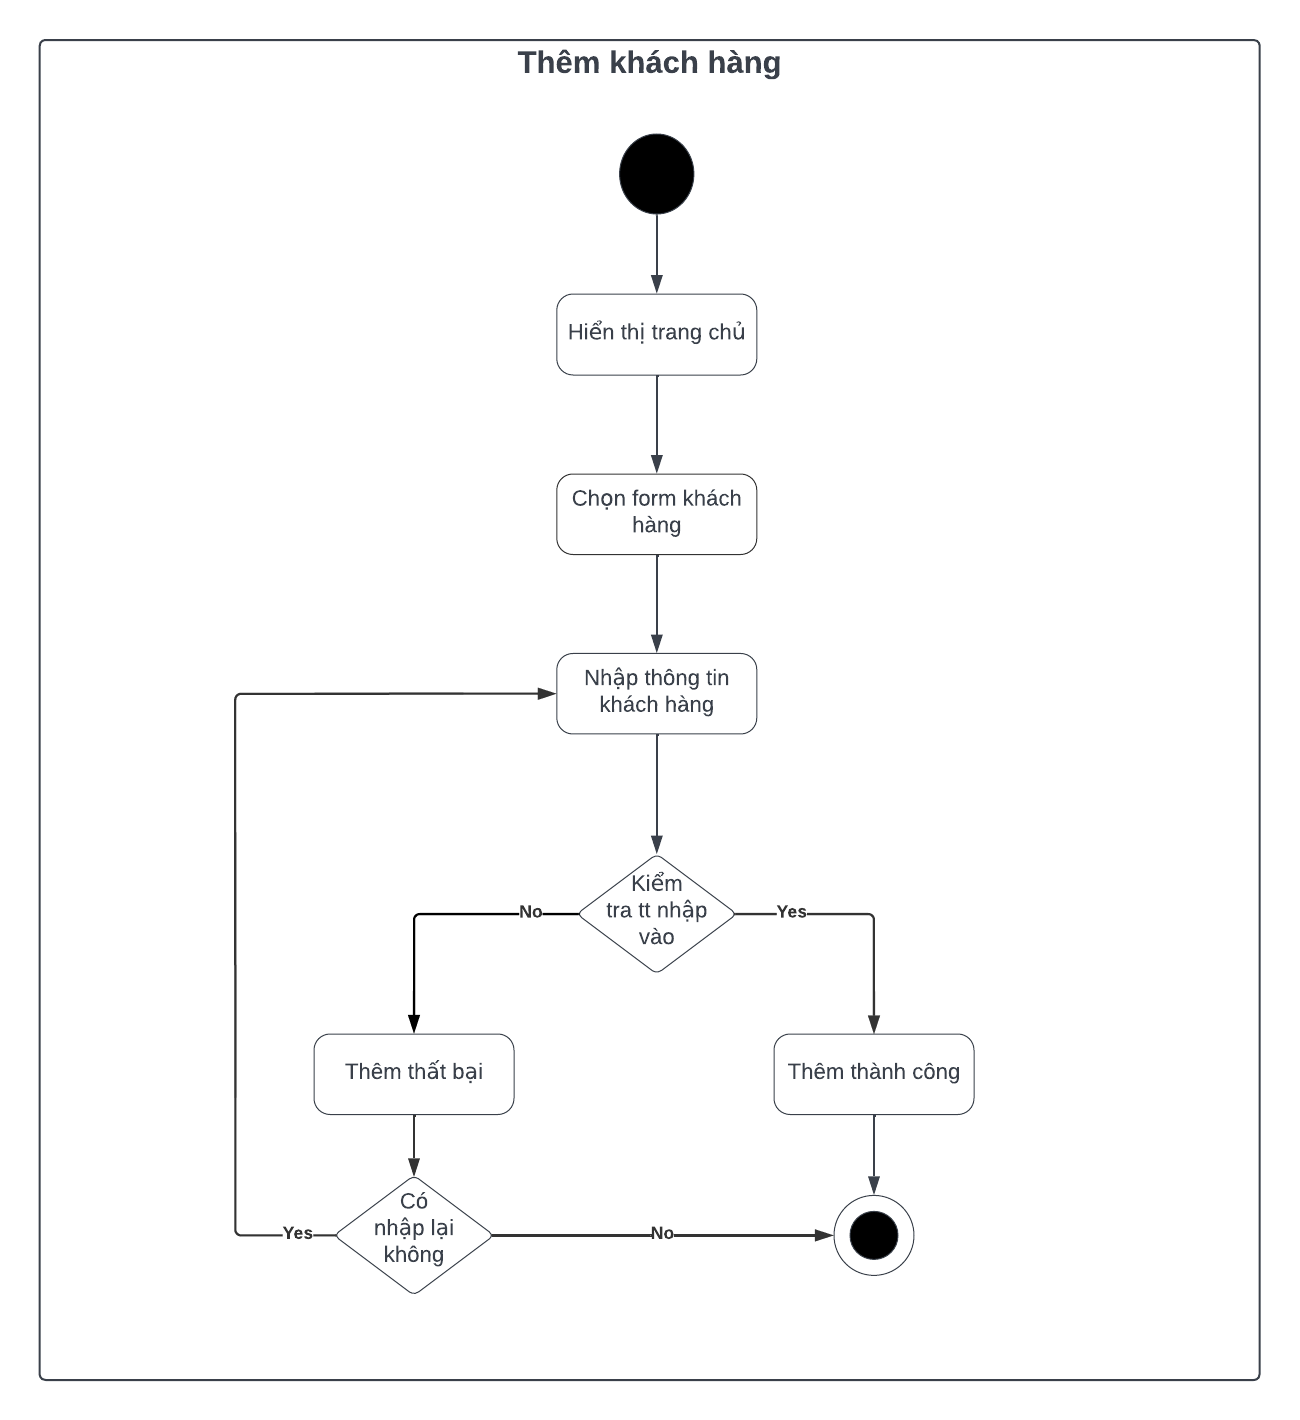 Thêm khách hàng
Hiển thị trang chủ
Chọn form khách
hàng
Nhập thông tin
khách hàng
Kiểm
tra tt nhập
vào
No
Yes
Thêm thất bại
Thêm thành công
Có
nhập lại
không
Yes
No